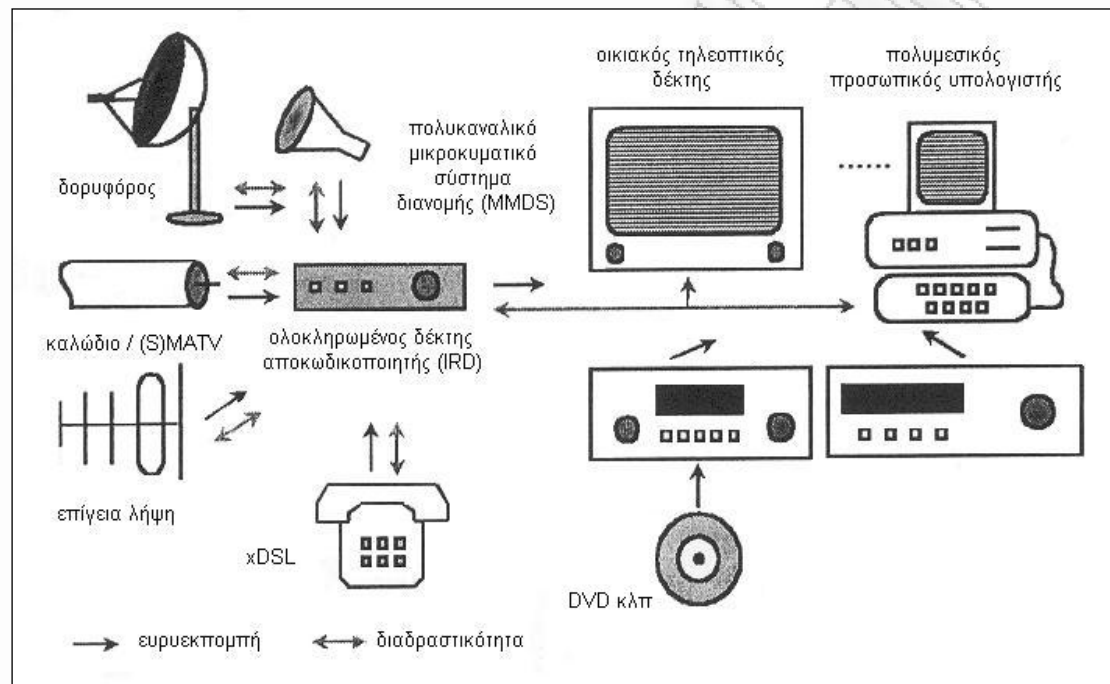 οικιακός τηλεοπτικός
δέκτης
πολυμεσικός
προσωπικός υπολογιστής
πολυκαναλικό
μικροκυματικό
σύστημα
διανομής (MMDS)
δορυφόρος
καλώδιο / (S)MATV
ολοκληρωμένος δέκτης
αποκωδικοποιητής (IRD)
επίγεια λήψη
xDSL
DVD κλπ
ευρυεκπομπή
διαδραστικότητα